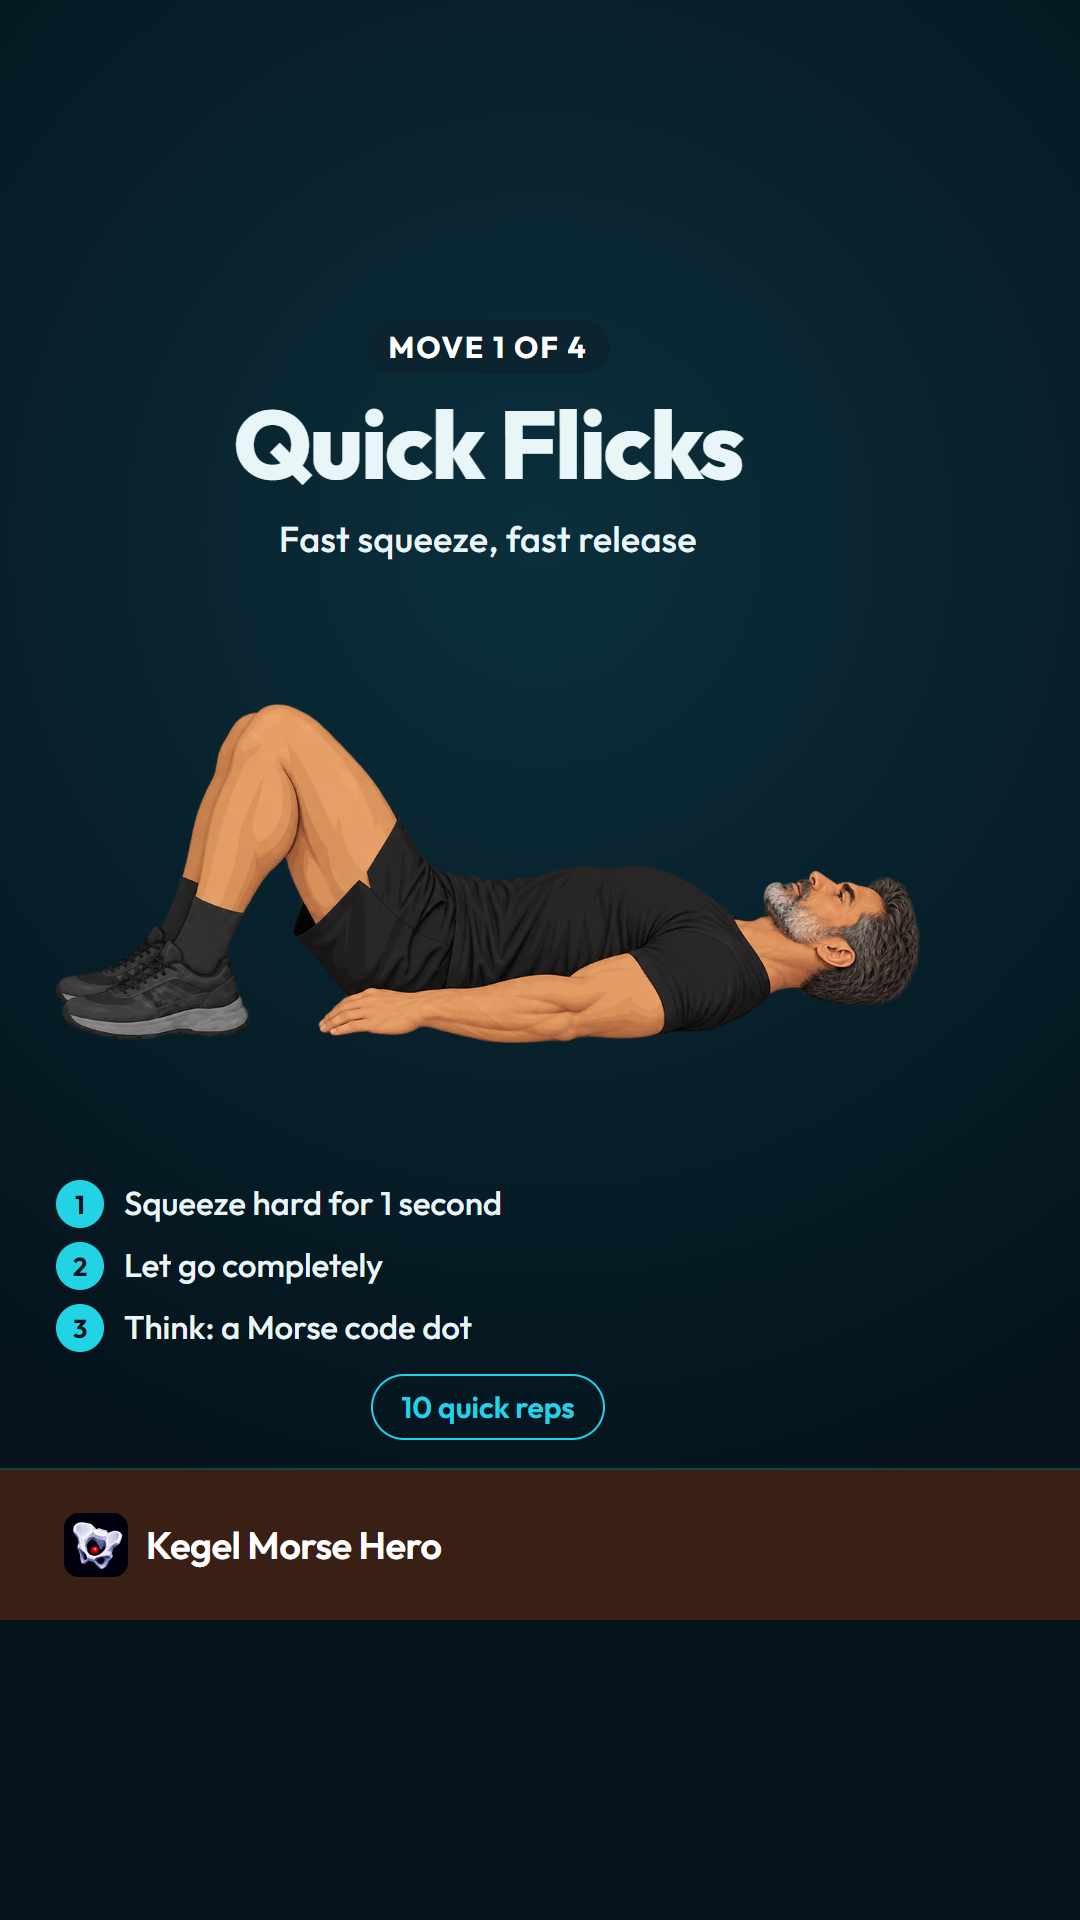 MOVE 1 OF 4
Quick Flicks
Fast squeeze, fast release
1 Squeeze hard for 1 second
2 Let go completely
3 Think: a Morse code dot
10 quick reps
Kegel Morse Hero